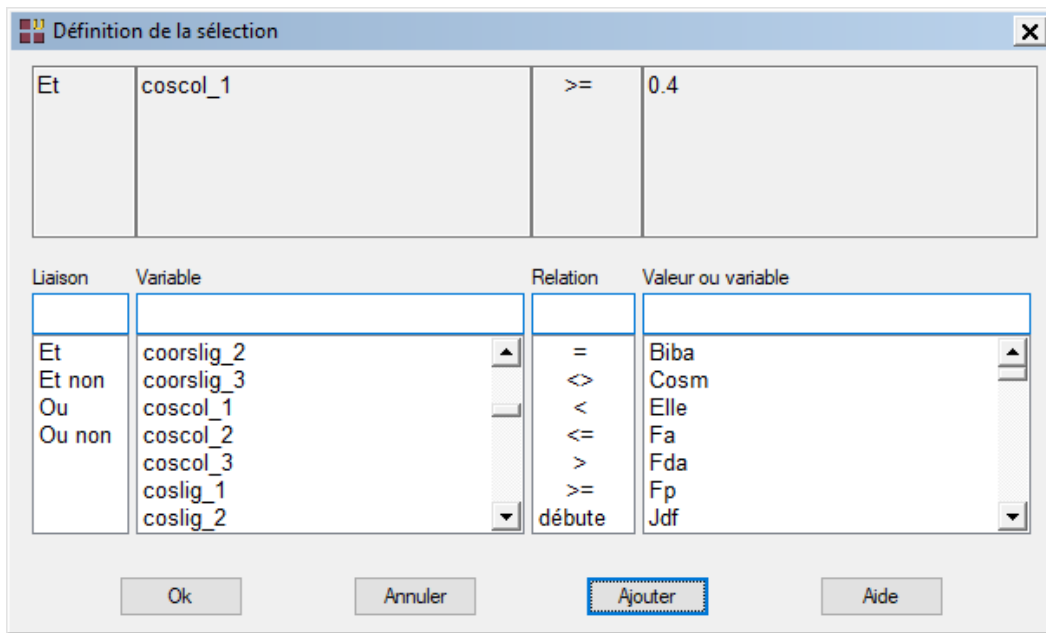 Définition de la sélection
Et coscol_1 >= 0.4
Liaison Variable Relation Valeur ou variable
Et coorslig_2 = Biba
Et non coorslig_3 <> Cosm
Ou coscol_1 < Elle
Ou non coscol_2 <= Fa
coscol_3 > Fda
coslig_1 >= Fp
coslig_2 débute Jdf
Ok Annuler Ajouter Aide